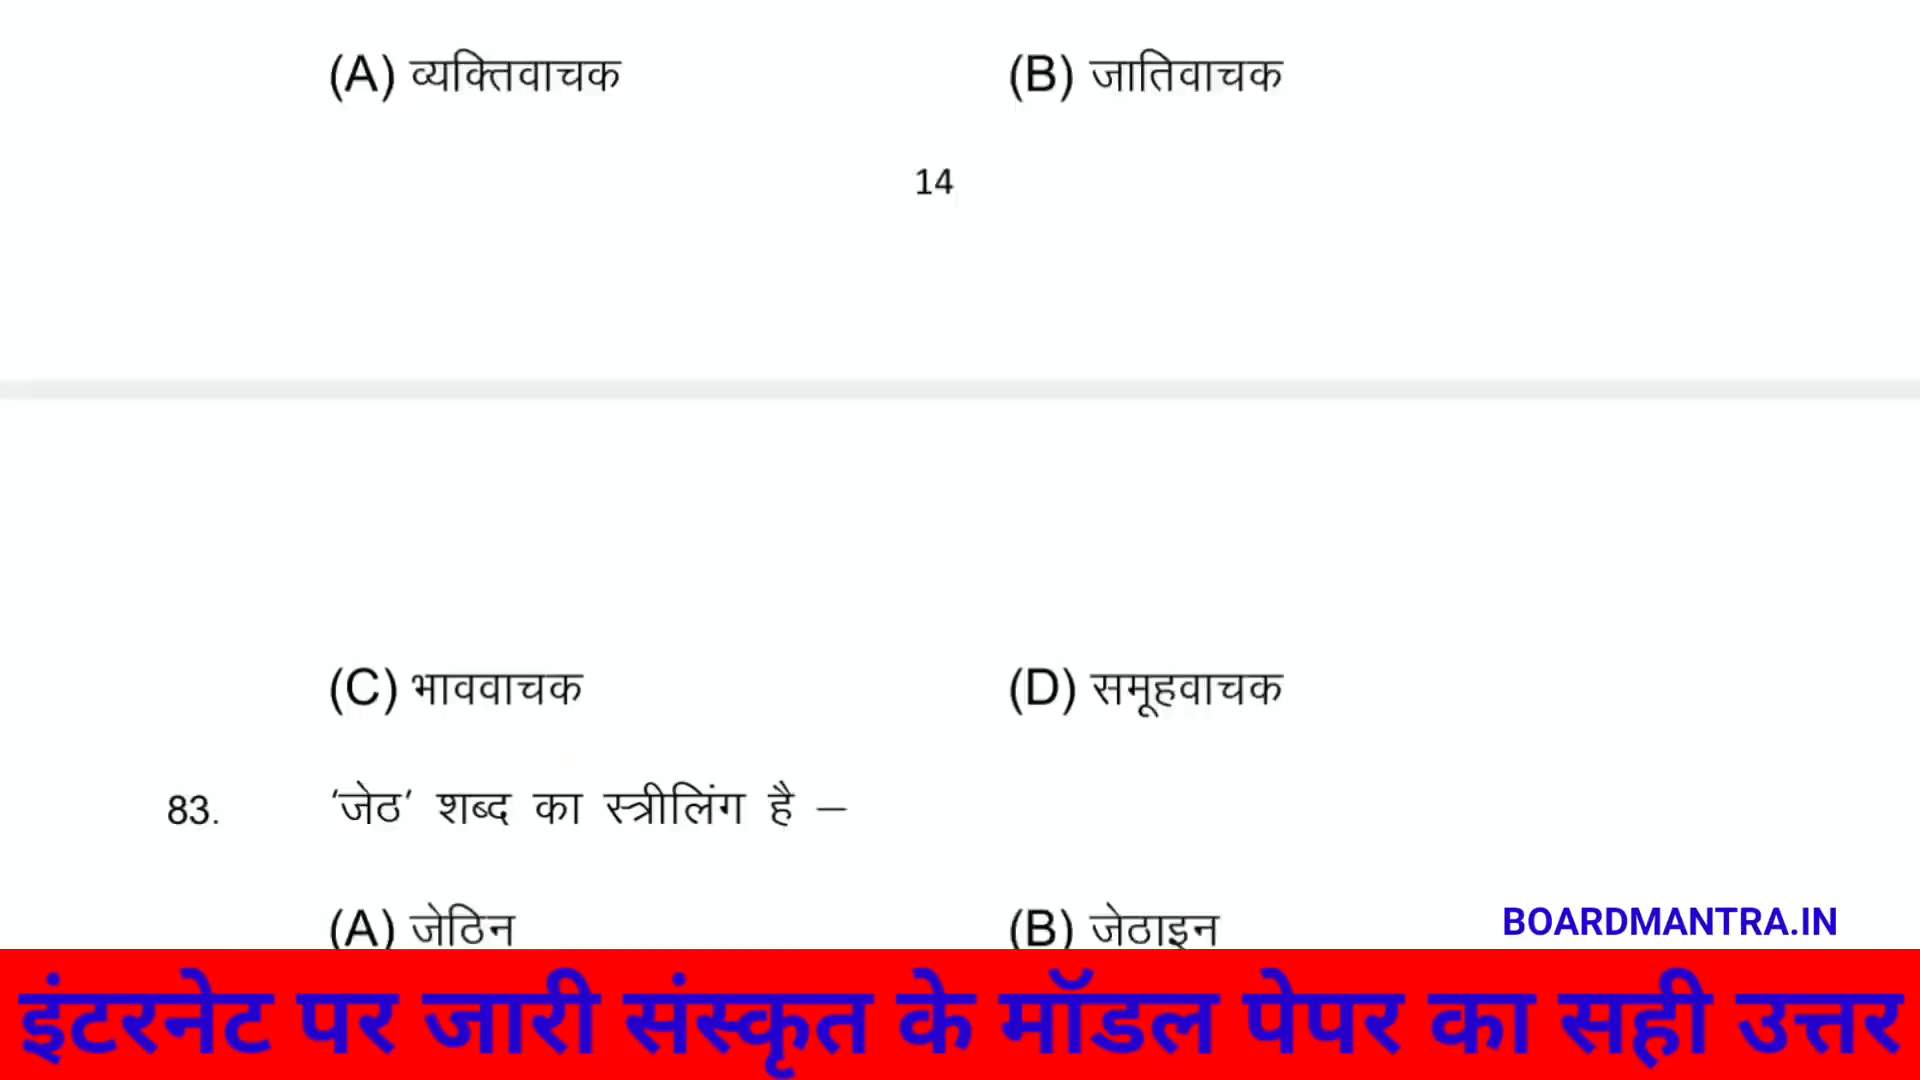 (A) व्यक्तिवाचक (B) जातिवाचक
14
(C) भाववाचक (D) समूहवाचक
83. ‘जेठ’ शब्द का स्त्रीलिंग है –
(A) जेठिन (B) जेठाइन
BOARDMANTRA.IN
इंटरनेट पर जारी संस्कृत के मॉडल पेपर का सही उत्तर